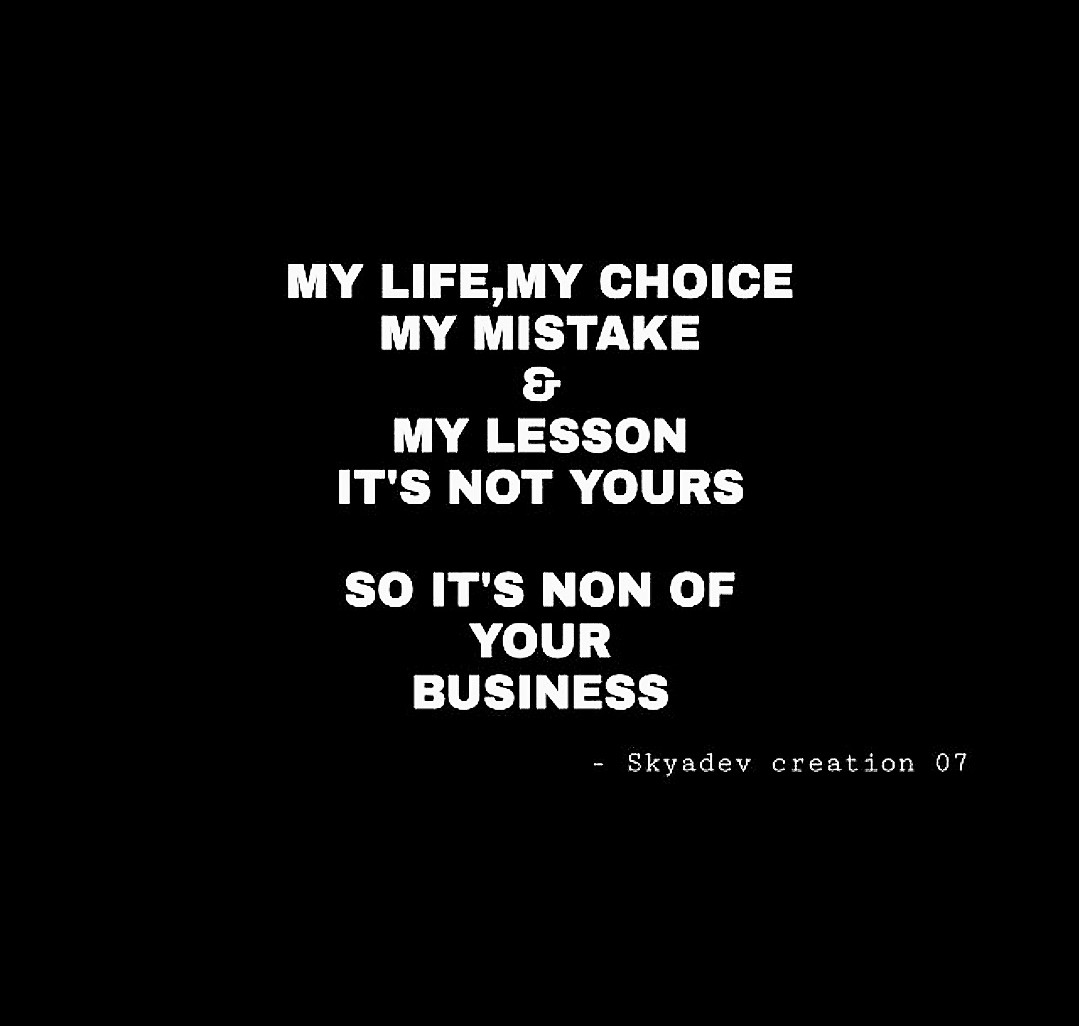 MY LIFE,MY CHOICE
MY MISTAKE
&
MY LESSON
IT'S NOT YOURS
SO IT'S NON OF
YOUR
BUSINESS
- Skyadev creation 07